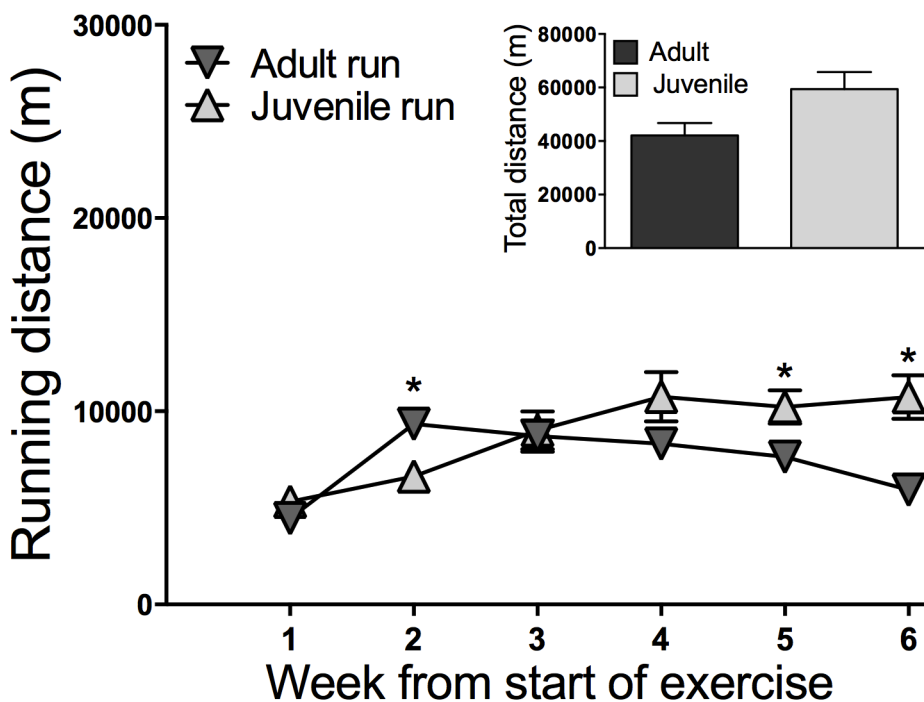 Running distance (m)
30000
20000
10000
0
Adult run
Juvenile run
Total distance (m)
80000
60000
40000
20000
0
Adult
Juvenile
*
*
*
1 2 3 4 5 6
Week from start of exercise